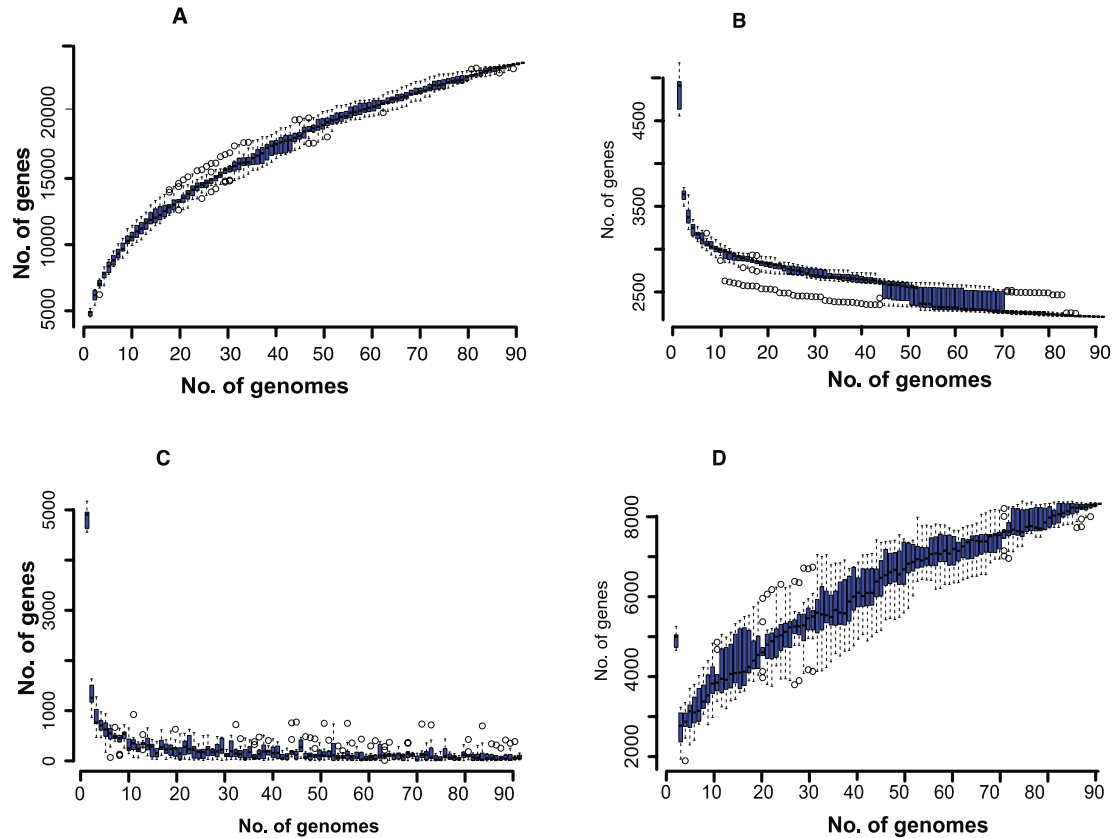 A
No. of genes
20000
15000
10000
5000
0 10 20 30 40 50 60 70 80 90
No. of genomes
B
No. of genes
4500
3500
2500
0 10 20 30 40 50 60 70 80 90
No. of genomes
C
No. of genes
5000
3000
1000
0
0 10 20 30 40 50 60 70 80 90
No. of genomes
D
No. of genes
8000
6000
4000
2000
0 10 20 30 40 50 60 70 80 90
No. of genomes